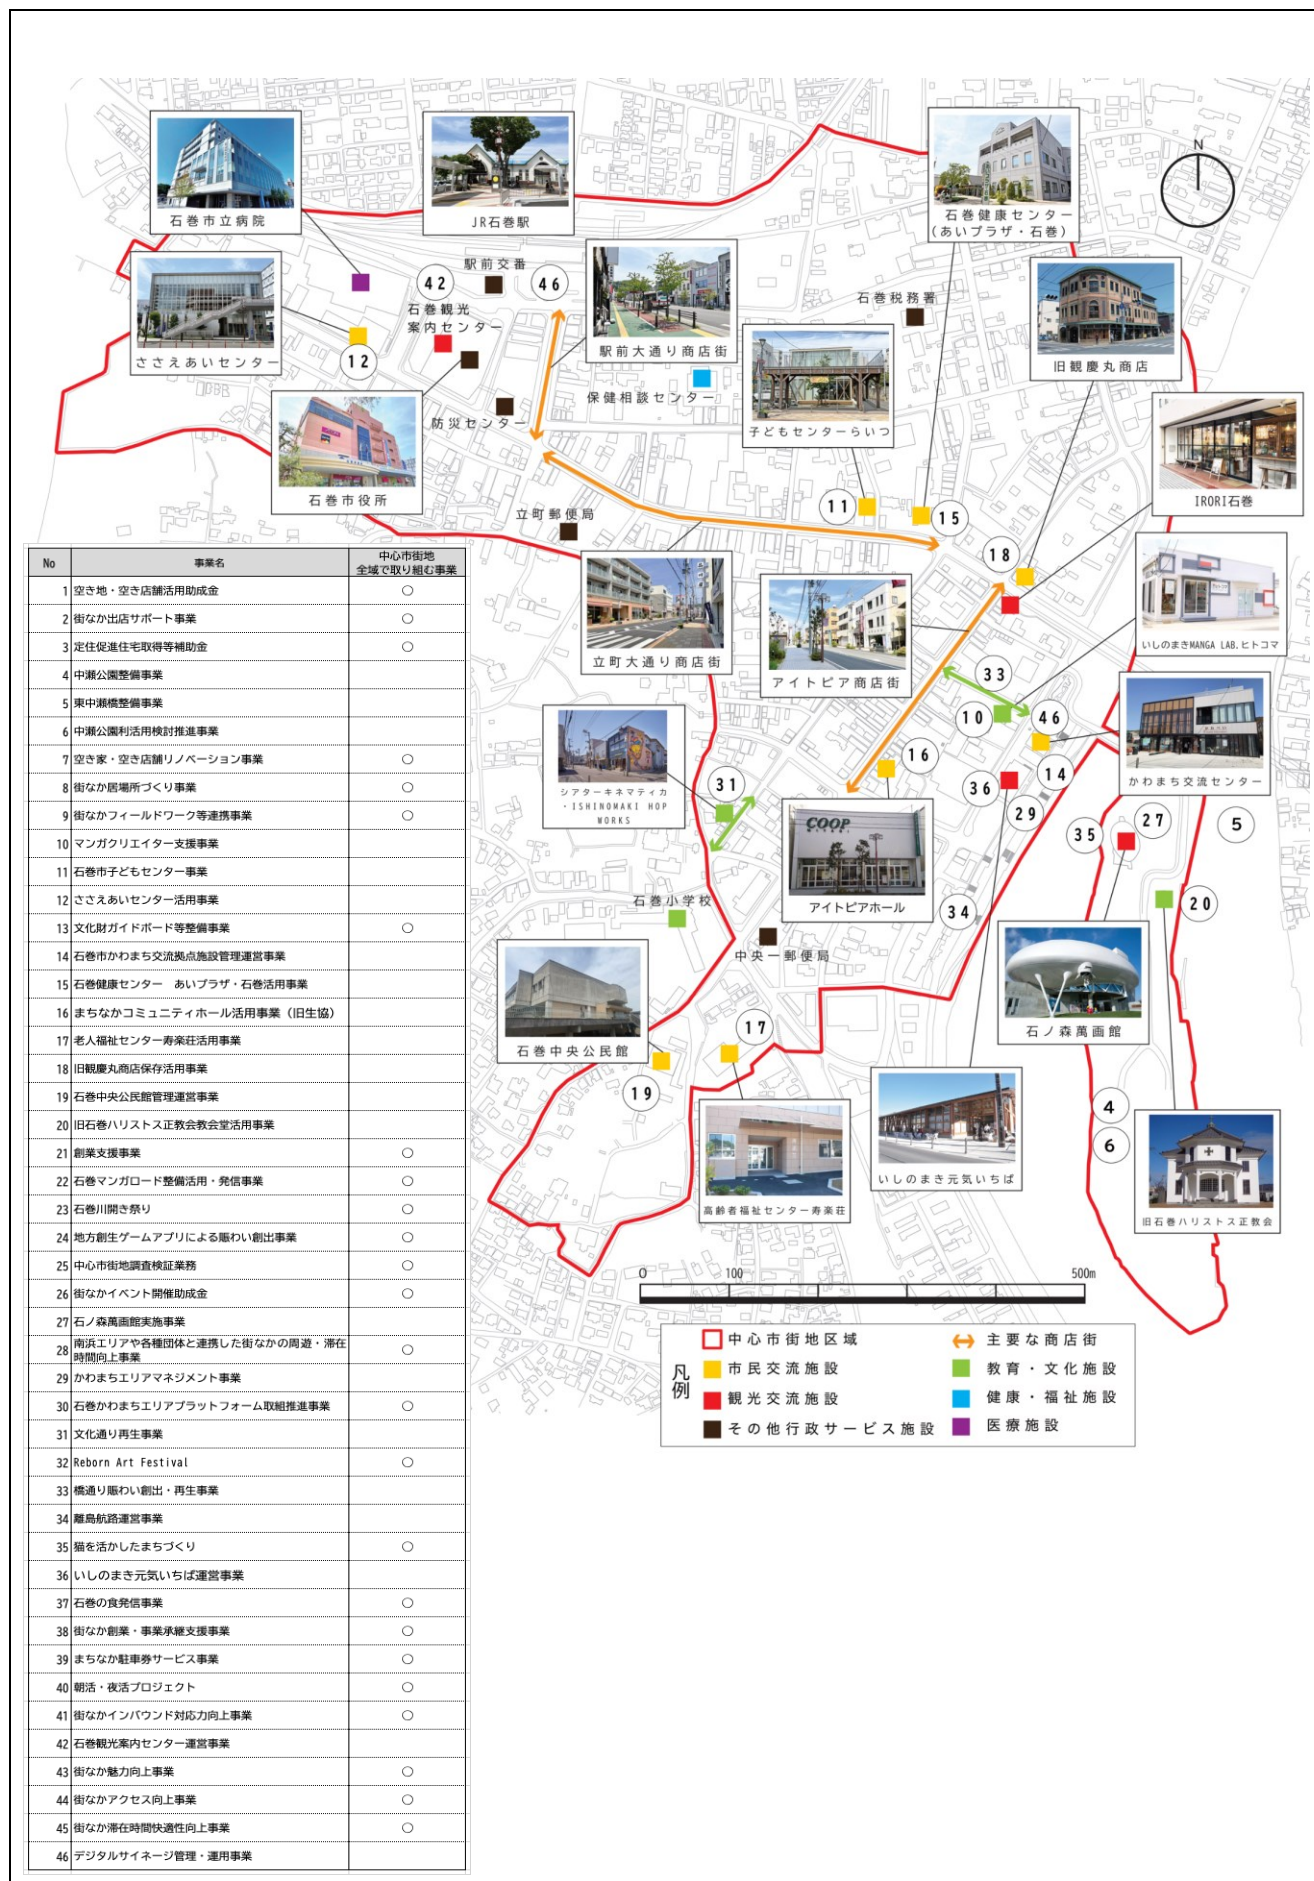 N
石巻市立病院
JR石巻駅
石巻健康センター
(あいプラザ・石巻)
ささえあいセンター
12
42
石巻観光
案内センター
駅前交番
46
駅前大通り商店街
石巻税務署
旧観慶丸商店
保健相談センター
子どもセンターらいつ
防災センター
石巻市役所
IRORI石巻
立町郵便局
11
15
18
立町大通り商店街
アイトピア商店街
いしのまきMANGA LAB.ヒトコマ
33
10
46
シアターキネマティカ
・ISHINOMAKI HOP
WORKS
31
16
36
14
29
かわまち交流センター
COOP
アイトピアホール
35
27
5
20
石巻小学校
中央一郵便局
34
石巻中央公民館
19
17
石ノ森萬画館
高齢者福祉センター寿楽荘
いしのまき元気いちば
4
6
旧石巻ハリストス正教会
No 事業名 中心市街地
全域で取り組む事業
1 空き地・空き店舗活用助成金 ○
2 街なか出店サポート事業 ○
3 定住促進住宅取得等補助金 ○
4 中瀬公園整備事業
5 東中瀬橋整備事業
6 中瀬公園利活用検討推進事業
7 空き家・空き店舗リノベーション事業 ○
8 街なか居場所づくり事業 ○
9 街なかフィールドワーク等連携事業 ○
10 マンガクリエイター支援事業
11 石巻市子どもセンター事業
12 ささえあいセンター活用事業
13 文化財ガイドボード等整備事業 ○
14 石巻市かわまち交流拠点施設管理運営事業
15 石巻健康センター　あいプラザ・石巻活用事業
16 まちなかコミュニティホール活用事業（旧生協）
17 老人福祉センター寿楽荘活用事業
18 旧観慶丸商店保存活用事業
19 石巻中央公民館管理運営事業
20 旧石巻ハリストス正教会教会堂活用事業
21 創業支援事業 ○
22 石巻マンガロード整備活用・発信事業 ○
23 石巻川開き祭り ○
24 地方創生ゲームアプリによる賑わい創出事業 ○
25 中心市街地調査検証業務 ○
26 街なかイベント開催助成金 ○
27 石ノ森萬画館実施事業
28 南浜エリアや各種団体と連携した街なかの周遊・滞在
時間向上事業 ○
29 かわまちエリアマネジメント事業
30 石巻かわまちエリアプラットフォーム取組推進事業 ○
31 文化通り再生事業
32 Reborn Art Festival ○
33 橋通り賑わい創出・再生事業
34 離島航路運営事業
35 猫を活かしたまちづくり ○
36 いしのまき元気いちば運営事業
37 石巻の食発信事業 ○
38 街なか創業・事業承継支援事業 ○
39 まちなか駐車券サービス事業 ○
40 朝活・夜活プロジェクト ○
41 街なかインバウンド対応力向上事業 ○
42 石巻観光案内センター運営事業
43 街なか魅力向上事業 ○
44 街なかアクセス向上事業 ○
45 街なか滞在時間快適性向上事業 ○
46 デジタルサイネージ管理・運用事業
0 100 500m
凡例
中心市街地区域
市民交流施設
観光交流施設
その他行政サービス施設
主要な商店街
教育・文化施設
健康・福祉施設
医療施設